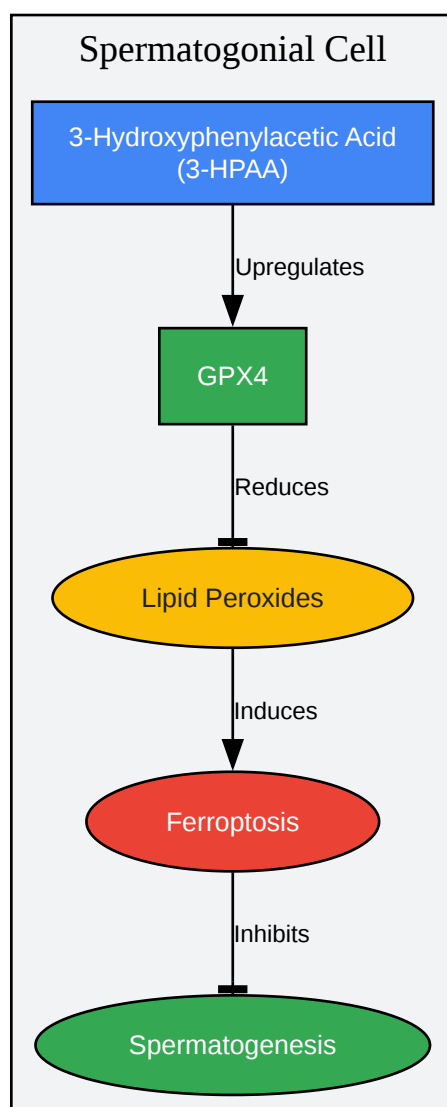 Spermatogonial Cell
3-Hydroxyphenylacetic Acid
(3-HPAA)
Upregulates
GPX4
Reduces
Lipid Peroxides
Induces
Ferroptosis
Inhibits
Spermatogenesis